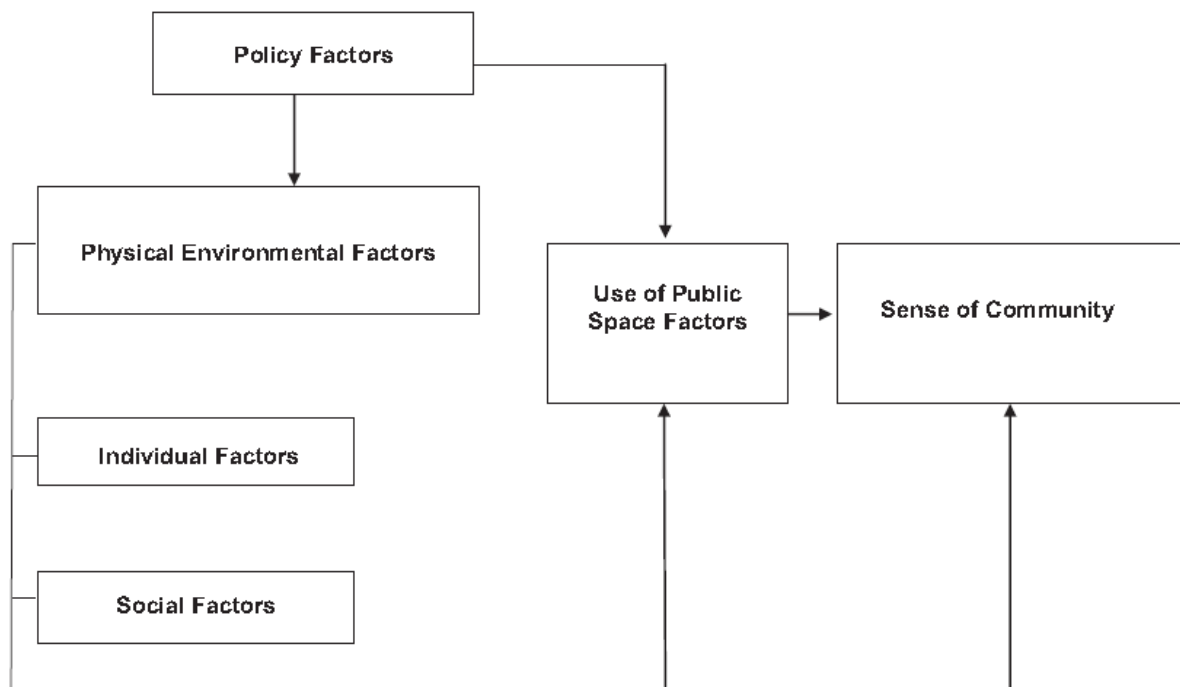 Policy Factors
Physical Environmental Factors
Use of Public
Space Factors
Sense of Community
Individual Factors
Social Factors